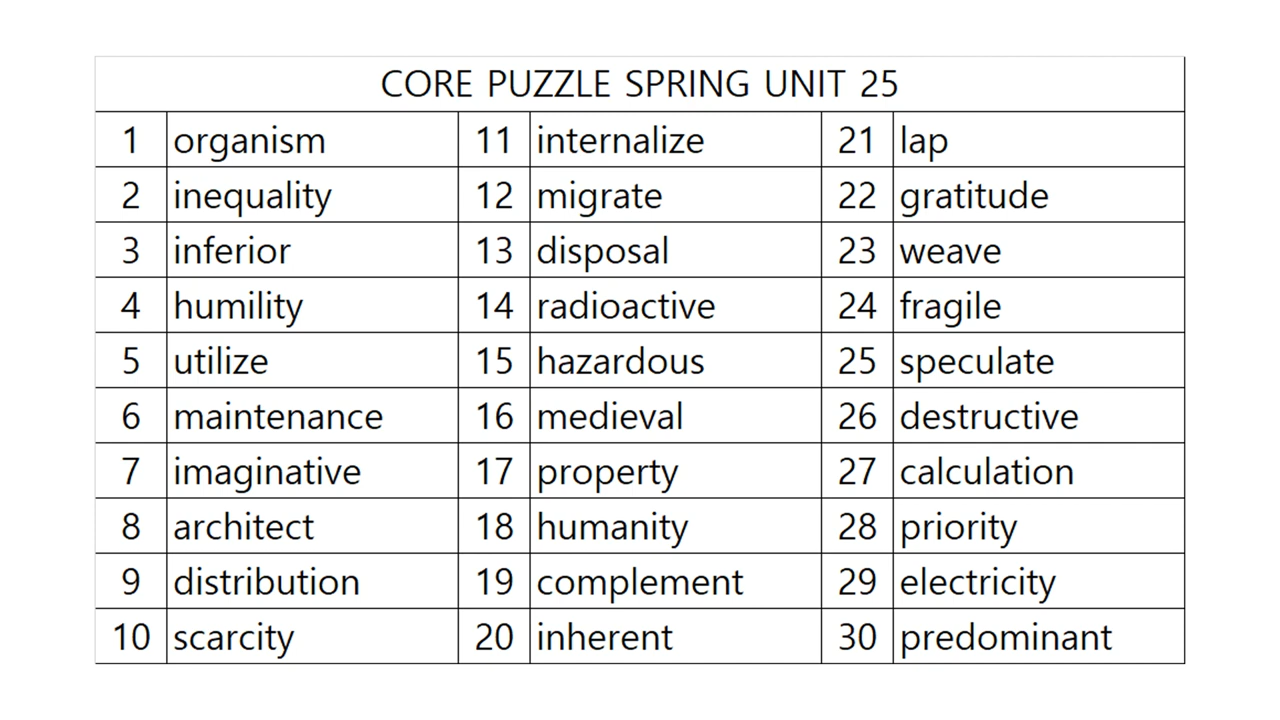 CORE PUZZLE SPRING UNIT 25
1 organism 11 internalize 21 lap
2 inequality 12 migrate 22 gratitude
3 inferior 13 disposal 23 weave
4 humility 14 radioactive 24 fragile
5 utilize 15 hazardous 25 speculate
6 maintenance 16 medieval 26 destructive
7 imaginative 17 property 27 calculation
8 architect 18 humanity 28 priority
9 distribution 19 complement 29 electricity
10 scarcity 20 inherent 30 predominant